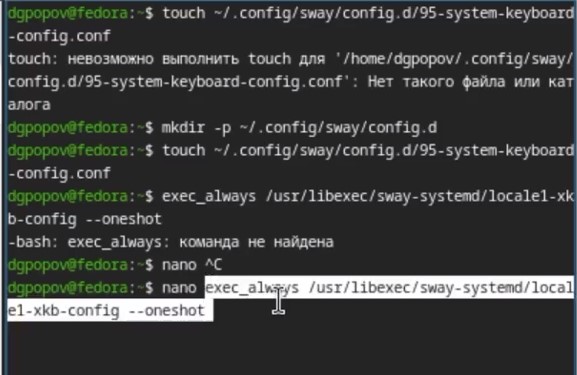 dgpopov@fedora:~$ touch ~/.config/sway/config.d/95-system-keyboard
-config.conf
touch: невозможно выполнить touch для '/home/dgpopov/.config/sway/
config.d/95-system-keyboard-config.conf': Нет такого файла или кат
алога
dgpopov@fedora:~$ mkdir -p ~/.config/sway/config.d
dgpopov@fedora:~$ touch ~/.config/sway/config.d/95-system-keyboard
-config.conf
dgpopov@fedora:~$ exec_always /usr/libexec/sway-systemd/locale1-xk
b-config --oneshot
-bash: exec_always: команда не найдена
dgpopov@fedora:~$ nano ^C
dgpopov@fedora:~$ nano exec_always /usr/libexec/sway-systemd/local
e1-xkb-config --oneshot